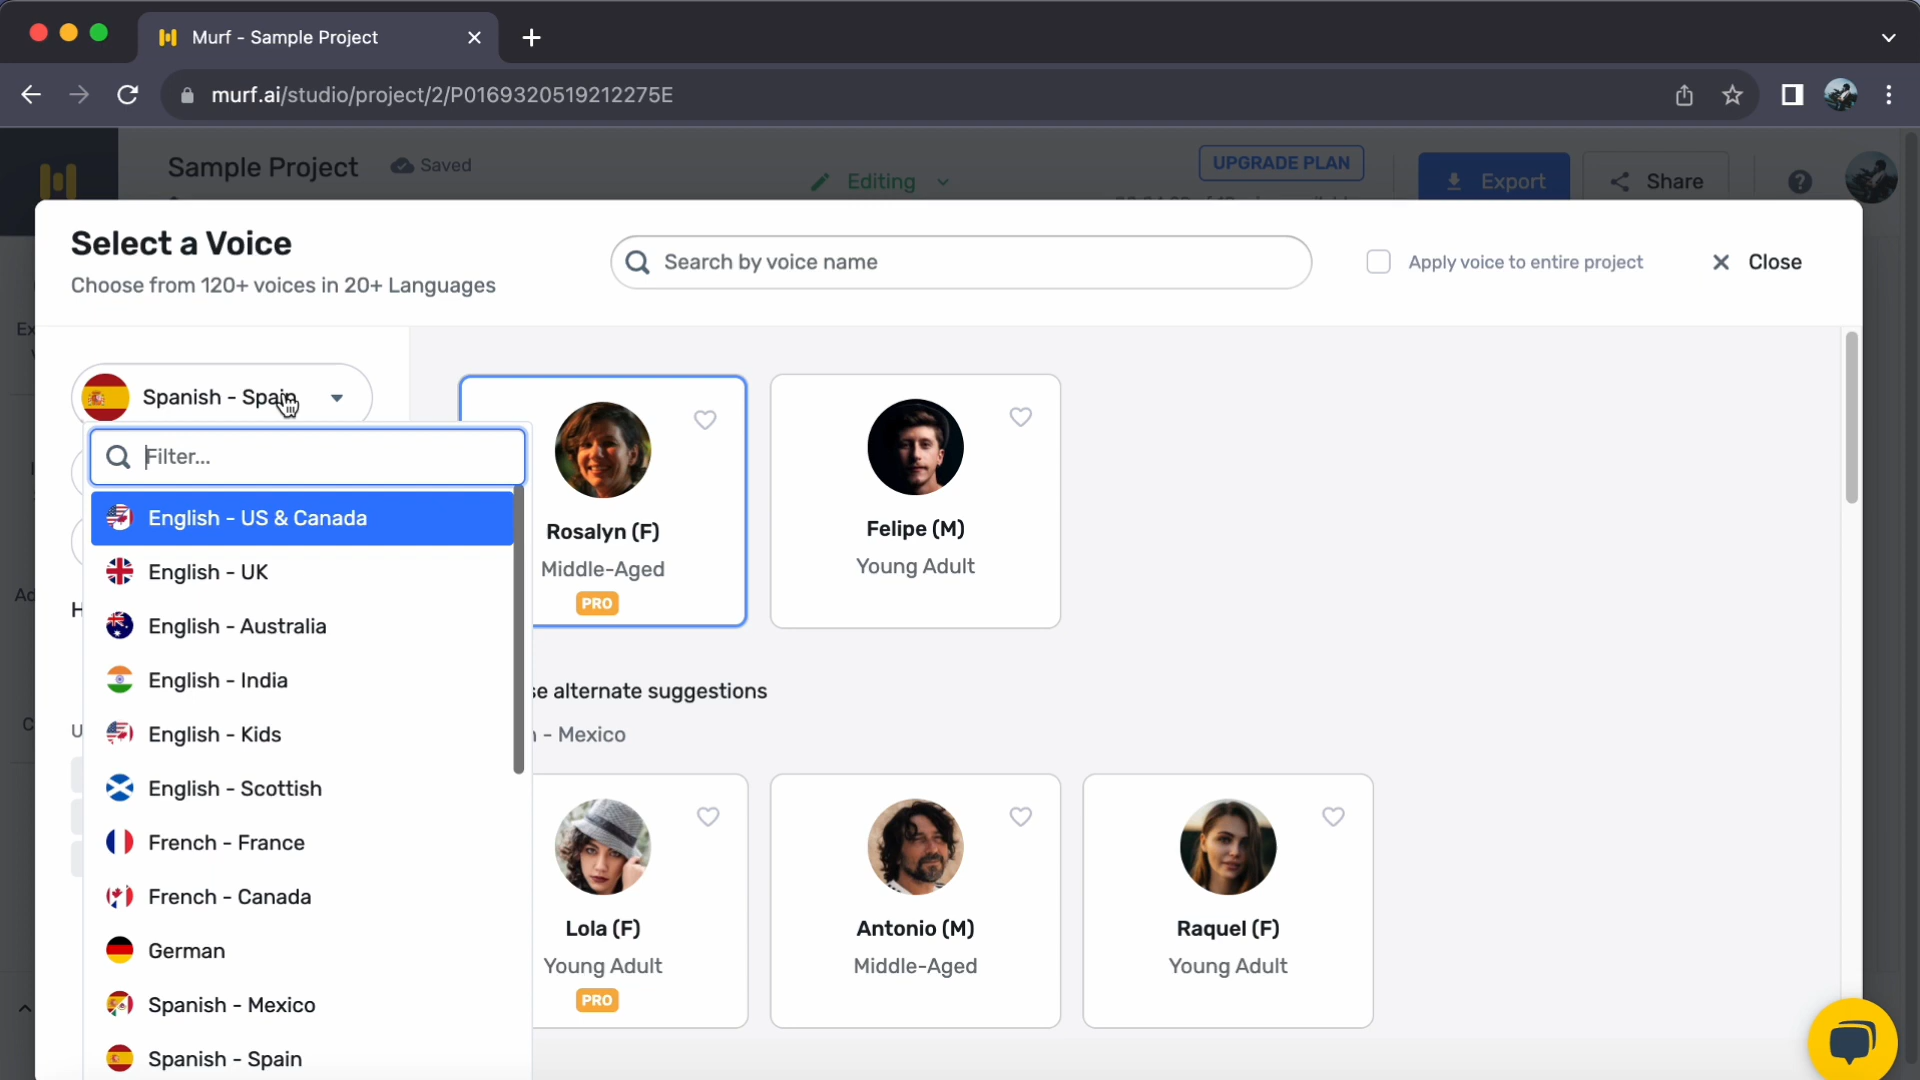 Murf - Sample Project
murf.ai/studio/project/2/P0169320519212275E
Sample Project
Saved
Editing
UPGRADE PLAN
Export
Share
Select a Voice
Choose from 120+ voices in 20+ Languages
Search by voice name
Apply voice to entire project
Close
Spanish - Spain
Filter...
English - US & Canada
English - UK
English - Australia
English - India
English - Kids
English - Scottish
French - France
French - Canada
German
Spanish - Mexico
Spanish - Spain
Rosalyn (F)
Middle-Aged
PRO
Felipe (M)
Young Adult
se alternate suggestions
- Mexico
Lola (F)
Young Adult
PRO
Antonio (M)
Middle-Aged
Raquel (F)
Young Adult